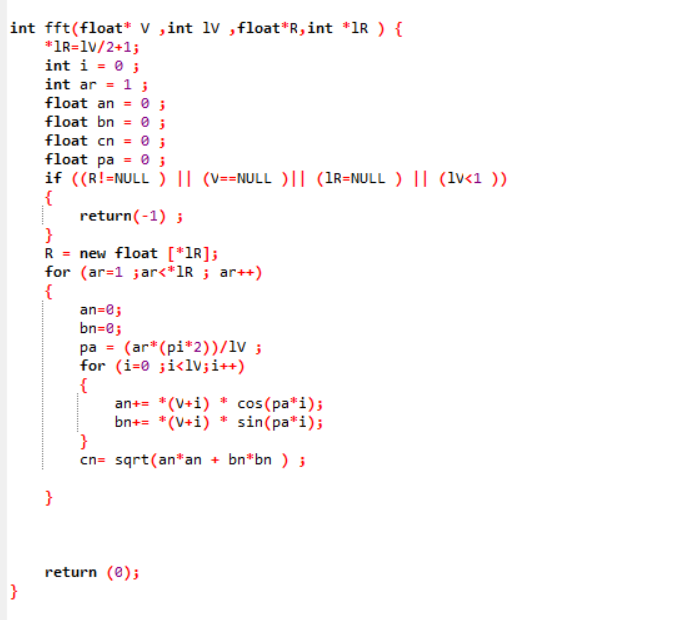 int fft(float* V ,int lV ,float*R,int *lR ) {
*lR=lV/2+1;
int i = 0 ;
int ar = 1 ;
float an = 0 ;
float bn = 0 ;
float cn = 0 ;
float pa = 0 ;
if ((R!=NULL ) || (V==NULL )|| (lR=NULL ) || (lV<1 ))
{
return(-1) ;
}
R = new float [*lR];
for (ar=1 ;ar<*lR ; ar++)
{
an=0;
bn=0;
pa = (ar*(pi*2))/lV ;
for (i=0 ;i<lV;i++)
{
an+= *(V+i) * cos(pa*i);
bn+= *(V+i) * sin(pa*i);
}
cn= sqrt(an*an + bn*bn ) ;
}
return (0);
}